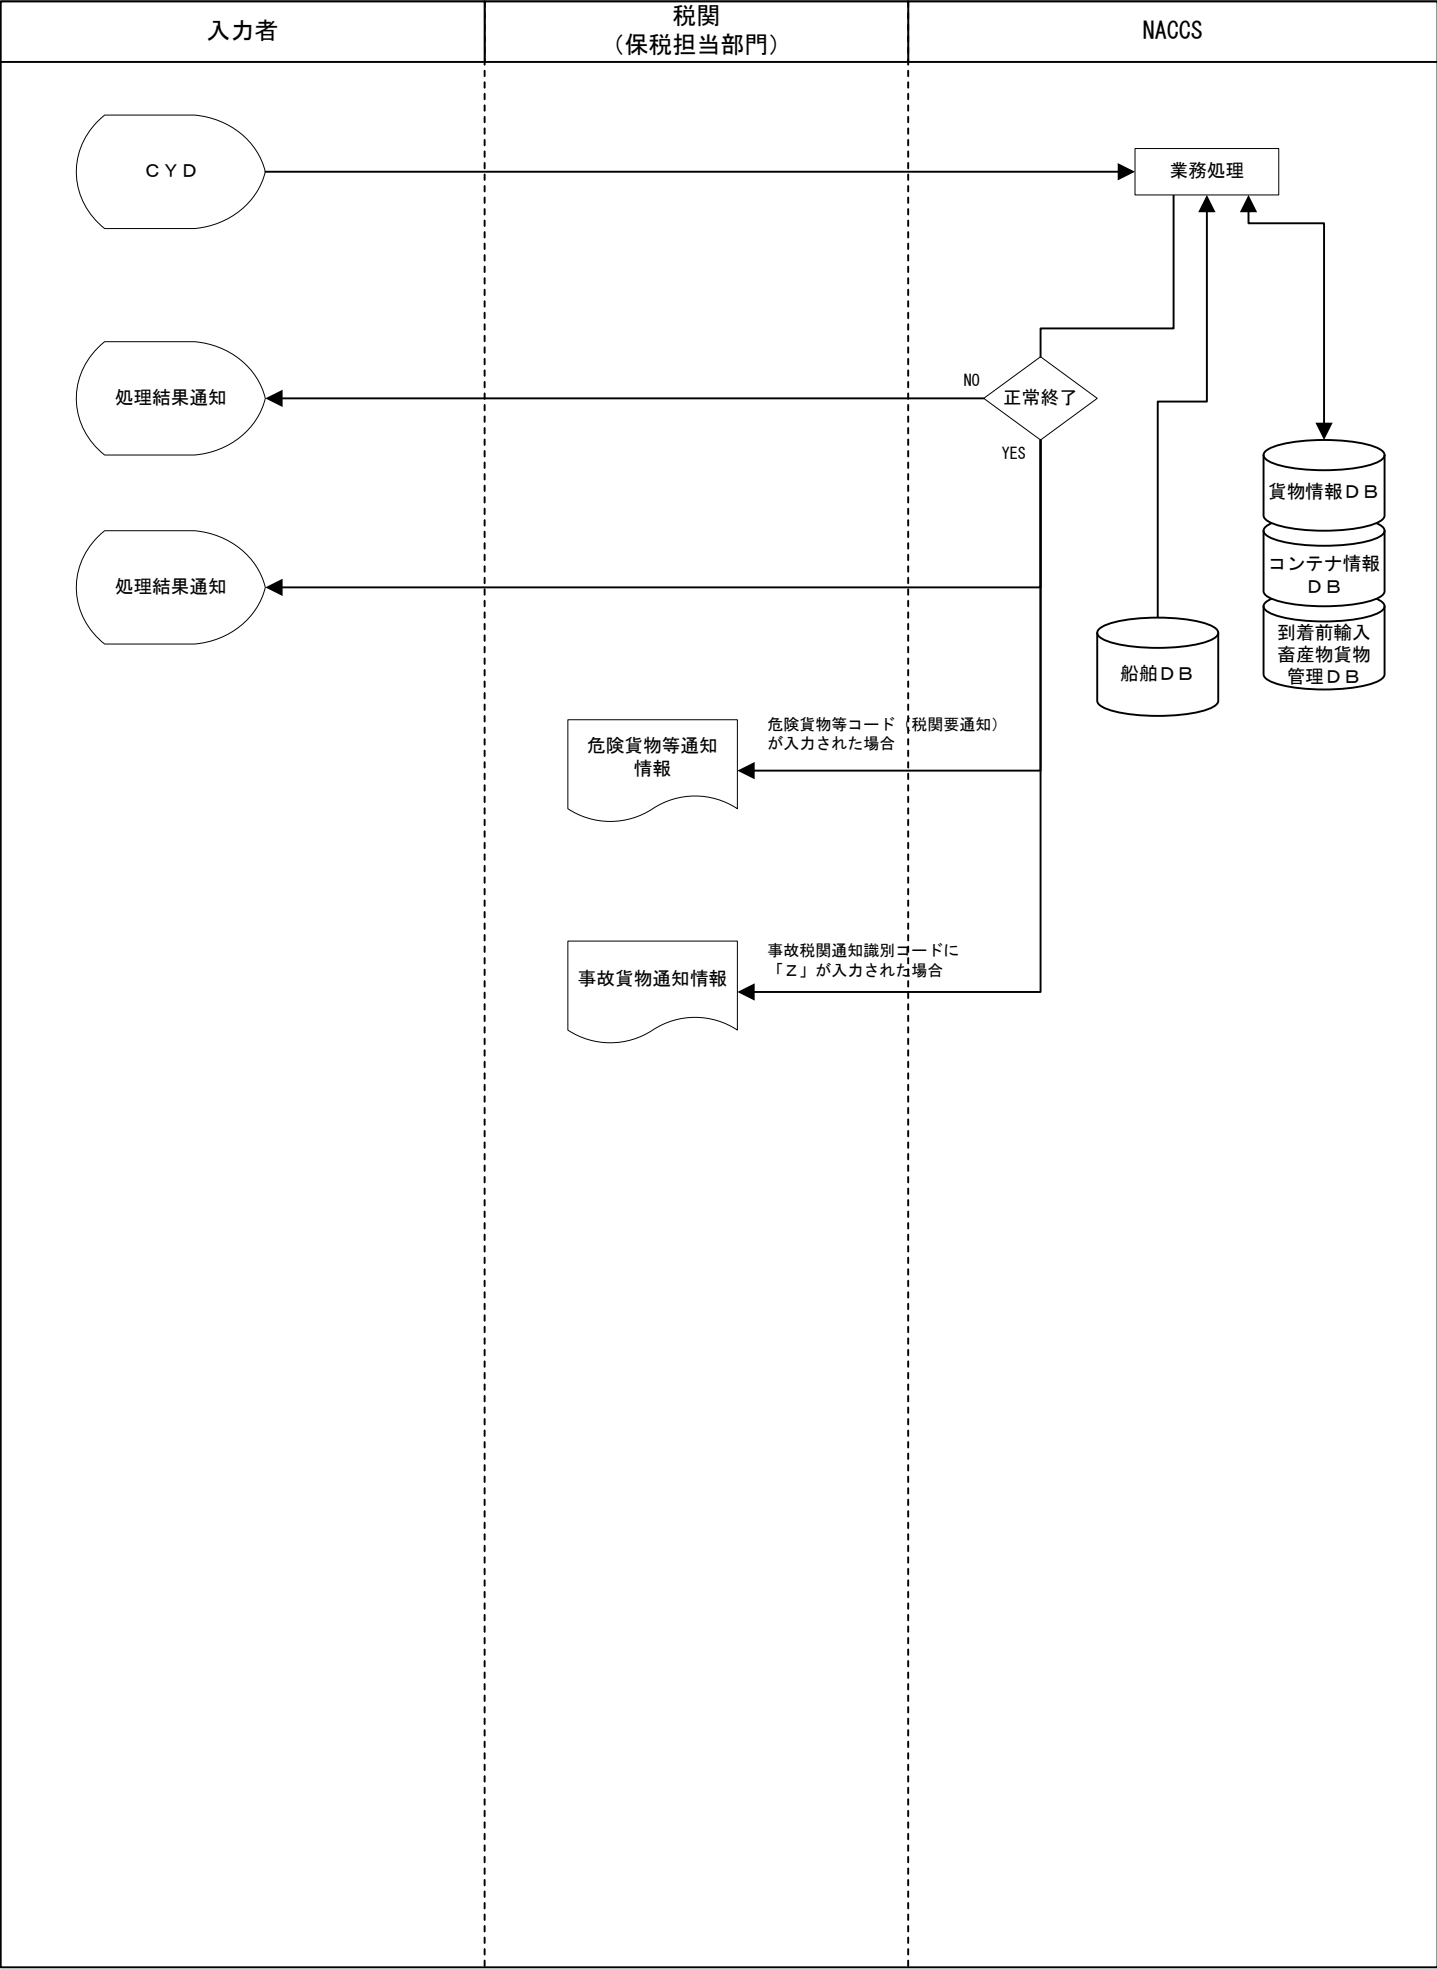 入力者
税関
（保税担当部門）
NACCS
ＣＹＤ
業務処理
処理結果通知
NO
正常終了
YES
貨物情報ＤＢ
処理結果通知
コンテナ情報
ＤＢ
到着前輸入
畜産物貨物
管理ＤＢ
船舶ＤＢ
危険貨物等通知
情報
危険貨物等コード（税関要通知）
が入力された場合
事故貨物通知情報
事故税関通知識別コードに
「Ｚ」が入力された場合